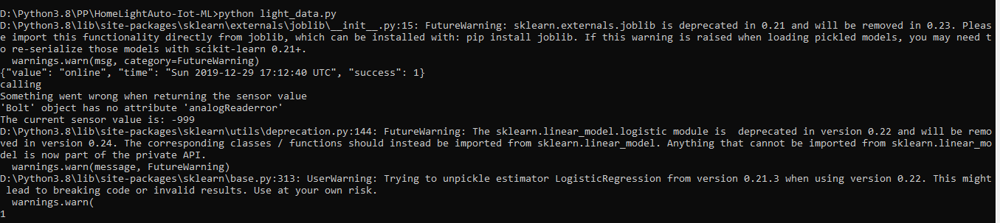 D:\Python3.8\PP\HomeLightAuto-Iot-ML>python light_data.py
D:\Python3.8\lib\site-packages\sklearn\externals\joblib\__init__.py:15: FutureWarning: sklearn.externals.joblib is deprecated in 0.21 and will be removed in 0.23. Pleas
e import this functionality directly from joblib, which can be installed with: pip install joblib. If this warning is raised when loading pickled models, you may need t
o re-serialize those models with scikit-learn 0.21+.
  warnings.warn(msg, category=FutureWarning)
{"value": "online", "time": "Sun 2019-12-29 17:12:40 UTC", "success": 1}
calling
Something went wrong when returning the sensor value
'Bolt' object has no attribute 'analogReaderror'
The current sensor value is: -999
D:\Python3.8\lib\site-packages\sklearn\utils\deprecation.py:144: FutureWarning: The sklearn.linear_model.logistic module is  deprecated in version 0.22 and will be remo
ved in version 0.24. The corresponding classes / functions should instead be imported from sklearn.linear_model. Anything that cannot be imported from sklearn.linear_mo
del is now part of the private API.
  warnings.warn(message, FutureWarning)
D:\Python3.8\lib\site-packages\sklearn\base.py:313: UserWarning: Trying to unpickle estimator LogisticRegression from version 0.21.3 when using version 0.22. This might
 lead to breaking code or invalid results. Use at your own risk.
  warnings.warn(
1